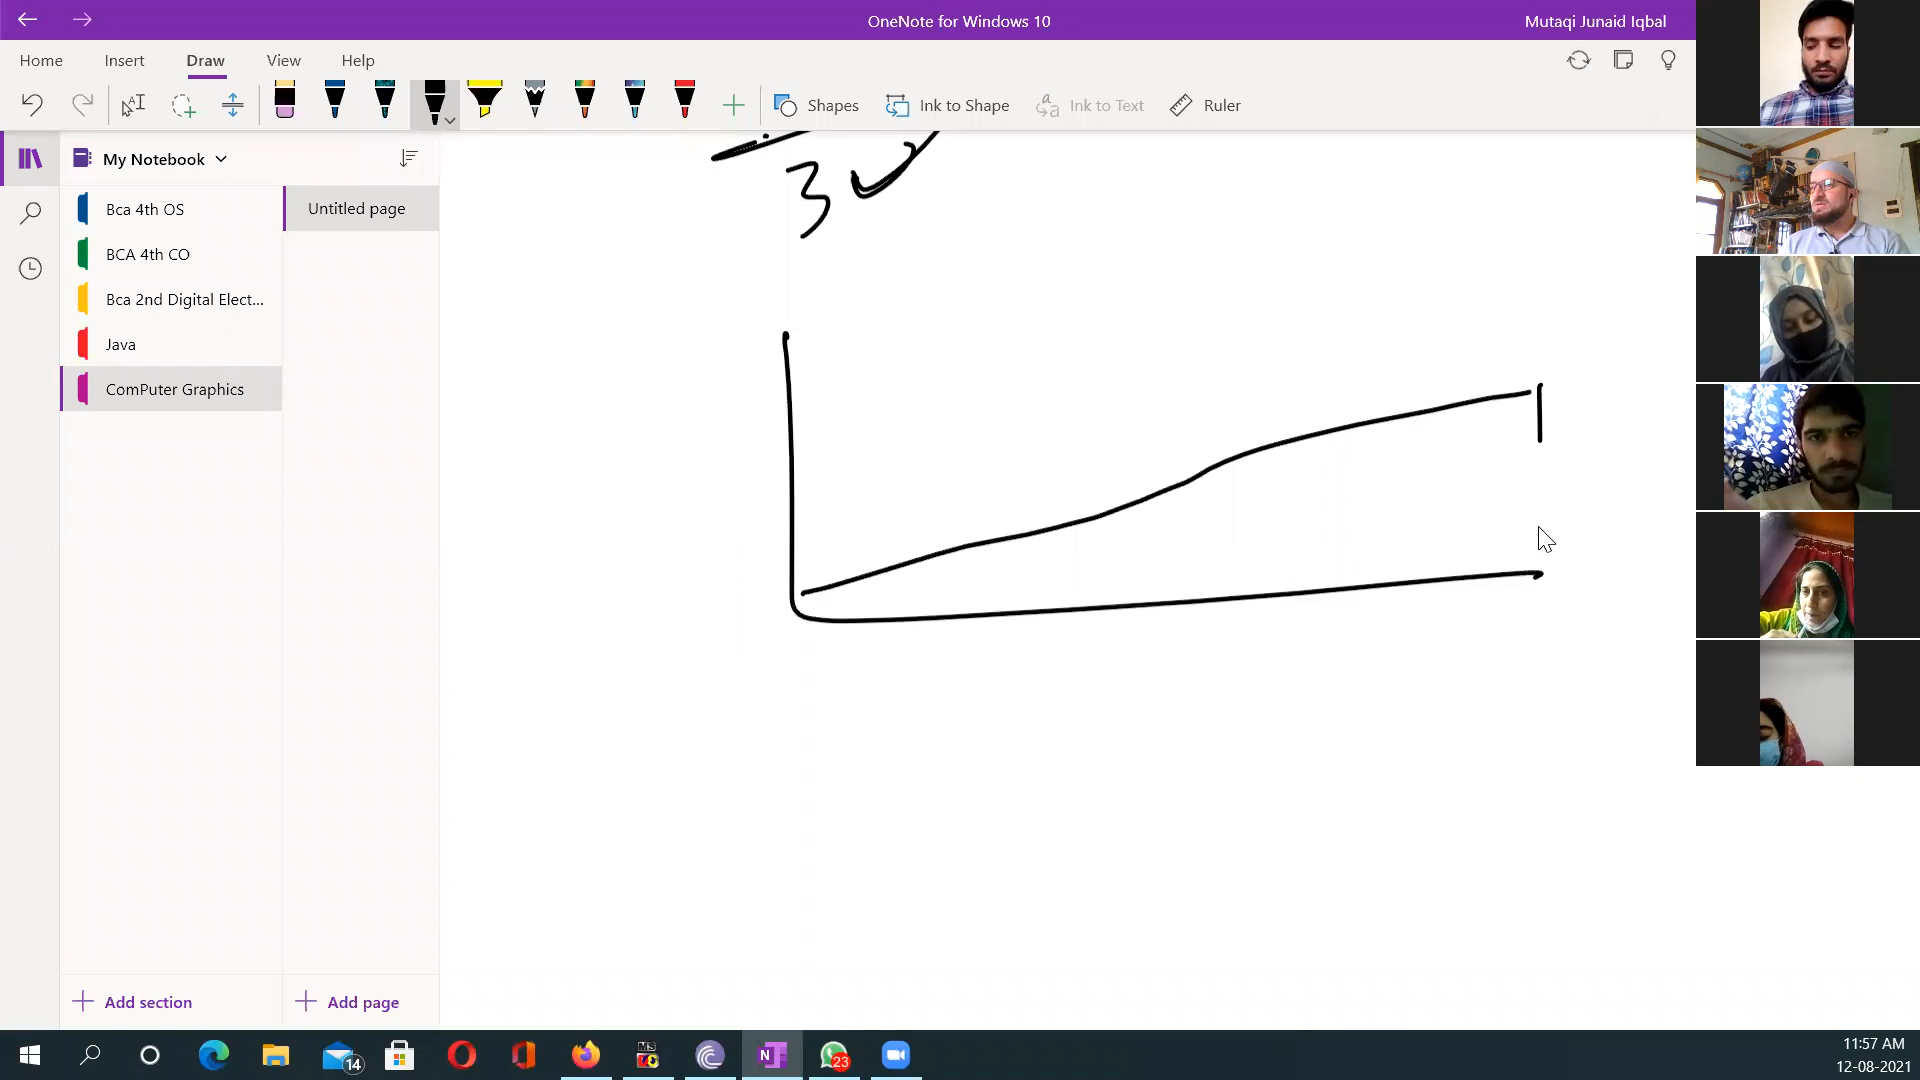 OneNote for Windows 10
Mutaqi Junaid Iqbal
Home Insert Draw View Help
Shapes Ink to Shape Ink to Text Ruler
My Notebook
Bca 4th OS
BCA 4th CO
Bca 2nd Digital Elect...
Java
ComPuter Graphics
Untitled page
3
Add section
Add page
14
MS
N
23
11:57 AM
12-08-2021